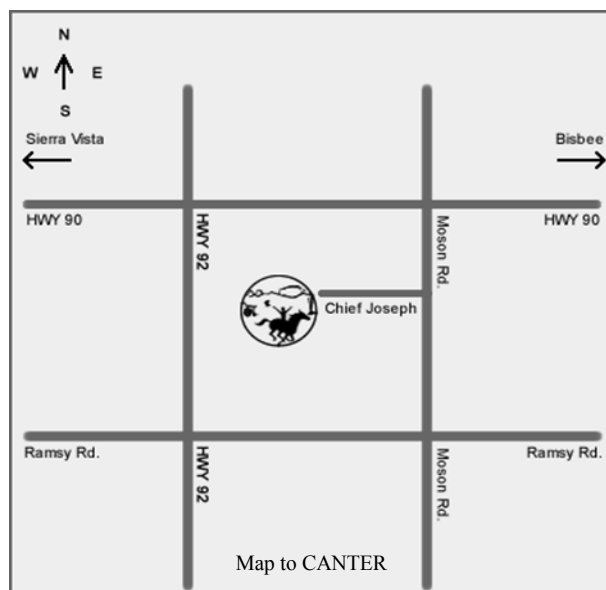 N
W E
S
Sierra Vista
Bisbee
HWY 90
HWY 92
Moson Rd.
HWY 90
Chief Joseph
Ramsy Rd.
HWY 92
Moson Rd.
Ramsy Rd.
Map to CANTER